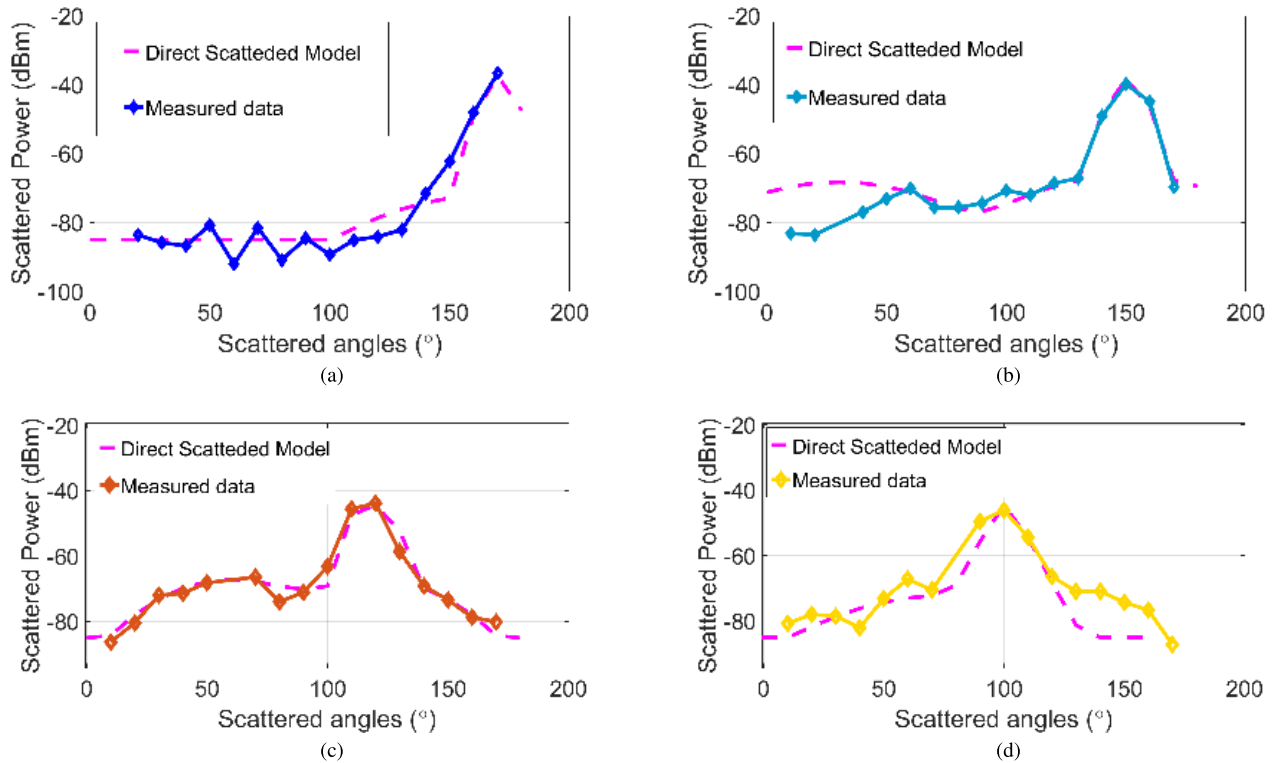 -20
-40
-60
-80
-100
Scattered Power (dBm)
Direct Scatteded Model
Measured data
0
50
100
150
200
Scattered angles (°)
(a)
-20
-40
-60
-80
-100
Scattered Power (dBm)
Direct Scatteded Model
Measured data
0
50
100
150
200
Scattered angles (°)
(b)
-20
-40
-60
-80
Scattered Power (dBm)
Direct Scatteded Model
Measured data
0
50
100
150
200
Scattered angles (°)
(c)
-20
-40
-60
-80
Scattered Power (dBm)
Direct Scatteded Model
Measured data
0
50
100
150
200
Scattered angles (°)
(d)